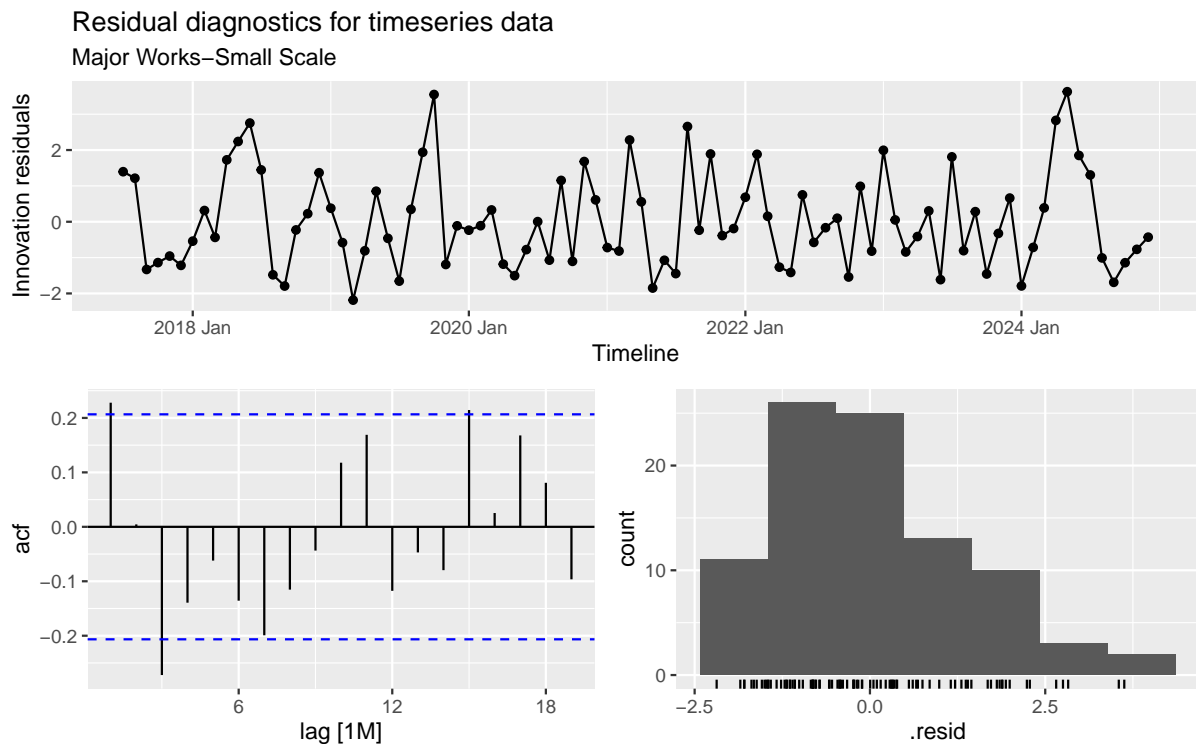 Residual diagnostics for timeseries data
Major Works−Small Scale
Innovation residuals
2
0
−2
2018 Jan 2020 Jan 2022 Jan 2024 Jan
Timeline
acf
0.2
0.1
0.0
−0.1
−0.2
6 12 18
lag [1M]
count
20
10
0
−2.5 0.0 2.5
.resid